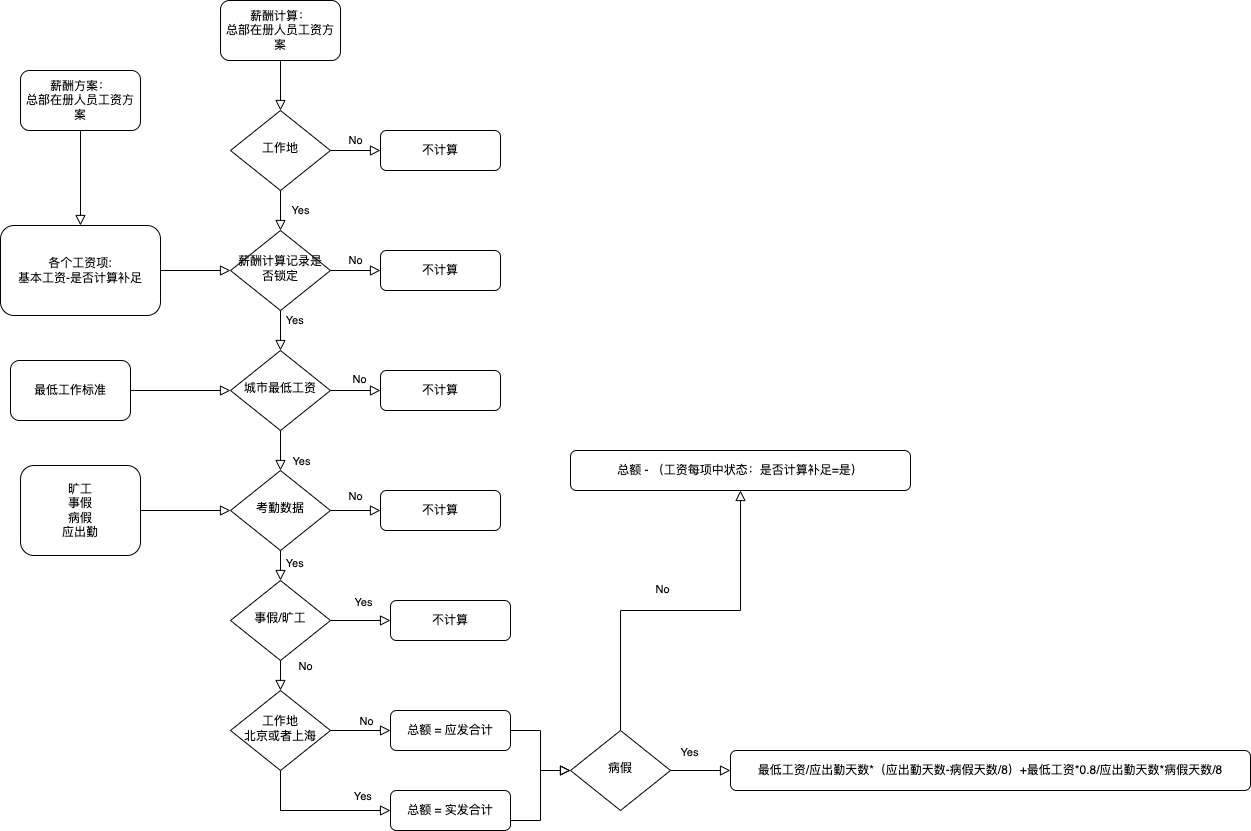 薪酬计算：
总部在册人员工资方
案
薪酬方案：
总部在册人员工资方
案
工作地
No
不计算
Yes
各个工资项:
基本工资-是否计算补足
薪酬计算记录是
否锁定
No
不计算
Yes
最低工作标准
城市最低工资
No
不计算
Yes
旷工
事假
病假
应出勤
考勤数据
No
不计算
总额 - （工资每项中状态：是否计算补足=是）
Yes
事假/旷工
Yes
不计算
No
No
工作地
北京或者上海
No
总额 = 应发合计
Yes
总额 = 实发合计
病假
Yes
最低工资/应出勤天数*（应出勤天数-病假天数/8）+最低工资*0.8/应出勤天数*病假天数/8